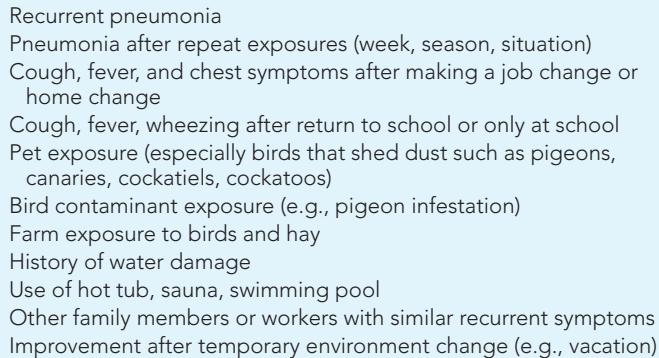 Recurrent pneumonia
Pneumonia after repeat exposures (week, season, situation)
Cough, fever, and chest symptoms after making a job change or
home change
Cough, fever, wheezing after return to school or only at school
Pet exposure (especially birds that shed dust such as pigeons,
canaries, cockatiels, cockatoos)
Bird contaminant exposure (e.g., pigeon infestation)
Farm exposure to birds and hay
History of water damage
Use of hot tub, sauna, swimming pool
Other family members or workers with similar recurrent symptoms
Improvement after temporary environment change (e.g., vacation)